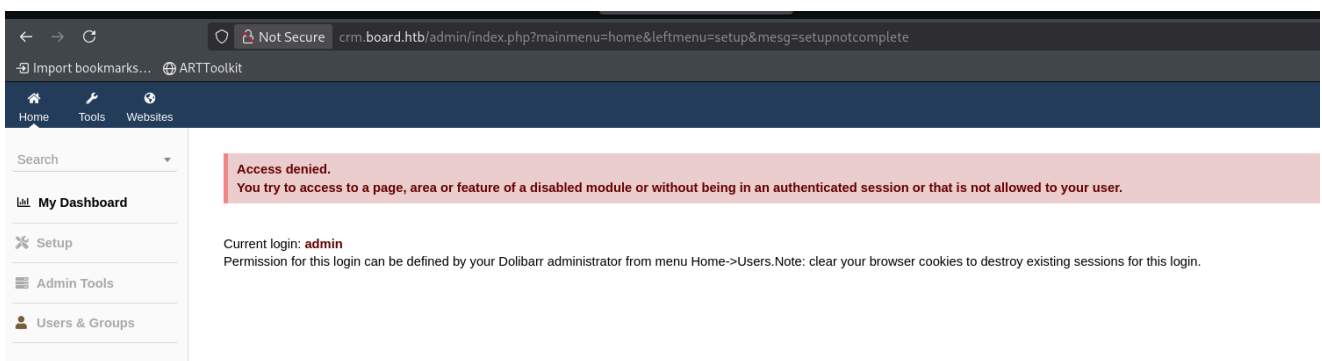 Not Secure crm.board.htb/admin/index.php?mainmenu=home&leftmenu=setup&mesg=setupnotcomplete
Import bookmarks... ARTToolkit
Home Tools Websites
Search
My Dashboard
Setup
Admin Tools
Users & Groups
Access denied.
You try to access to a page, area or feature of a disabled module or without being in an authenticated session or that is not allowed to your user.
Current login: admin
Permission for this login can be defined by your Dolibarr administrator from menu Home->Users.Note: clear your browser cookies to destroy existing sessions for this login.